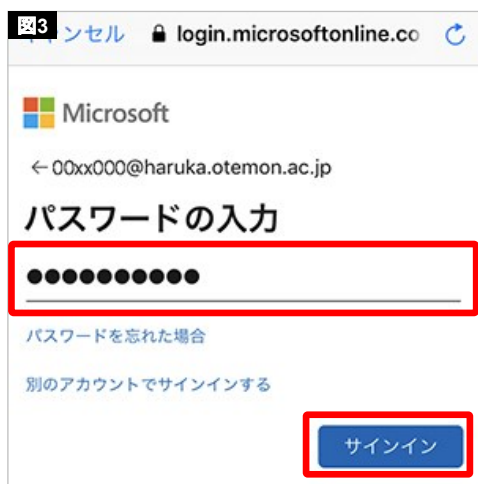 図3
ンセル login.microsoftonline.co
Microsoft
←00xx000@haruka.otemon.ac.jp
パスワードの入力
●●●●●●●●●●
パスワードを忘れた場合
別のアカウントでサインインする
サインイン